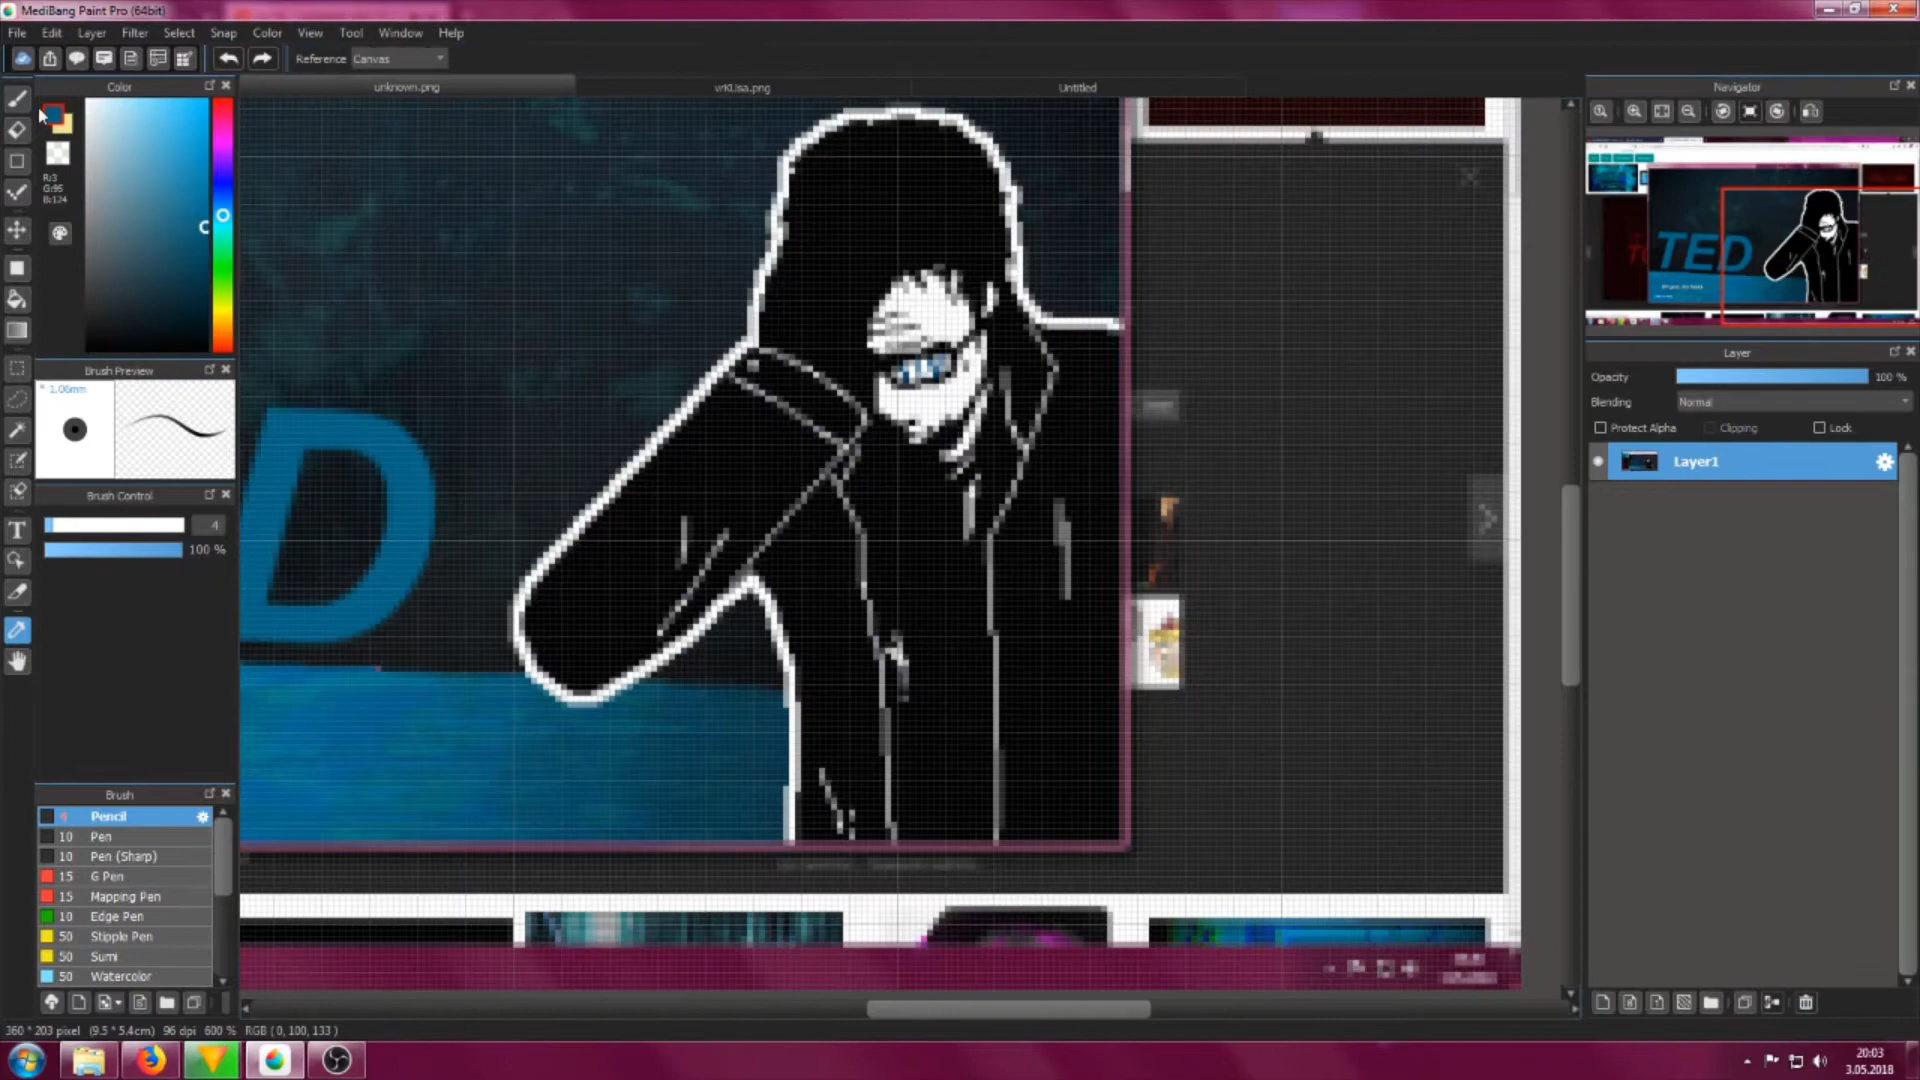 MediBang Paint Pro (64bit)
File Edit Layer Filter Select Snap Color View Tool Window Help
Reference Canvas
Color
unknown.png
vrKlJsa.png
Untitled
Navigator
R:3
G:95
B:124
TED
Brush Preview
* 1.06mm
Layer
Opacity 100 %
Blending Normal
Protect Alpha Clipping Lock
Layer1
D
Brush Control
4
100 %
Brush
4 Pencil
10 Pen
10 Pen (Sharp)
15 G Pen
15 Mapping Pen
10 Edge Pen
50 Stipple Pen
50 Sumi
50 Watercolor
360 * 203 pixel (9.5 * 5.4cm) 96 dpi 600 % RGB ( 0, 100, 133 )
20:03
3.05.2018